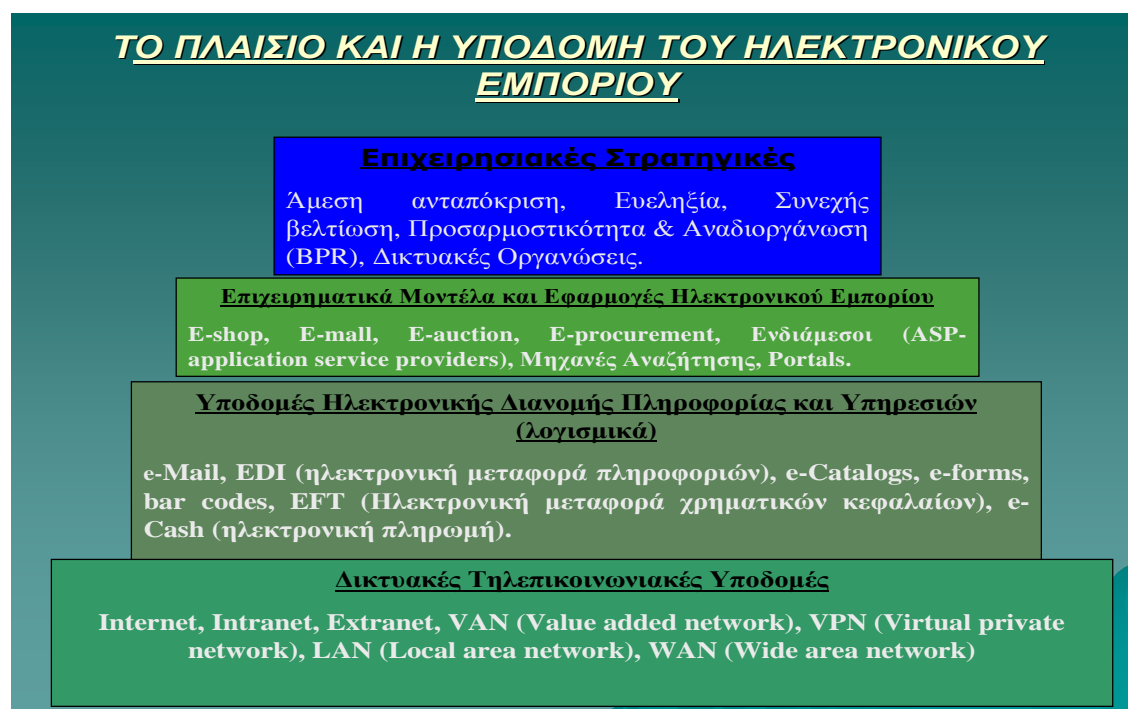 ΤΟ ΠΛΑΙΣΙΟ ΚΑΙ Η ΥΠΟΔΟΜΗ ΤΟΥ ΗΛΕΚΤΡΟΝΙΚΟΥ
ΕΜΠΟΡΙΟΥ
Επιχειρησιακές Στρατηγικές
Άμεση ανταπόκριση, Ευεληξία, Συνεχής
βελτίωση, Προσαρμοστικότητα & Αναδιοργάνωση
(BPR), Δικτυακές Οργανώσεις.
Επιχειρηματικά Μοντέλα και Εφαρμογές Ηλεκτρονικού Εμπορίου
E-shop, E-mall, E-auction, E-procurement, Ενδιάμεσοι (ASP-
application service providers), Μηχανές Αναζήτησης, Portals.
Υποδομές Ηλεκτρονικής Διανομής Πληροφορίας και Υπηρεσιών
(λογισμικά)
e-Mail, EDI (ηλεκτρονική μεταφορά πληροφοριών), e-Catalogs, e-forms,
bar codes, EFT (Ηλεκτρονική μεταφορά χρηματικών κεφαλαίων), e-
Cash (ηλεκτρονική πληρωμή).
Δικτυακές Τηλεπικοινωνιακές Υποδομές
Internet, Intranet, Extranet, VAN (Value added network), VPN (Virtual private
network), LAN (Local area network), WAN (Wide area network)